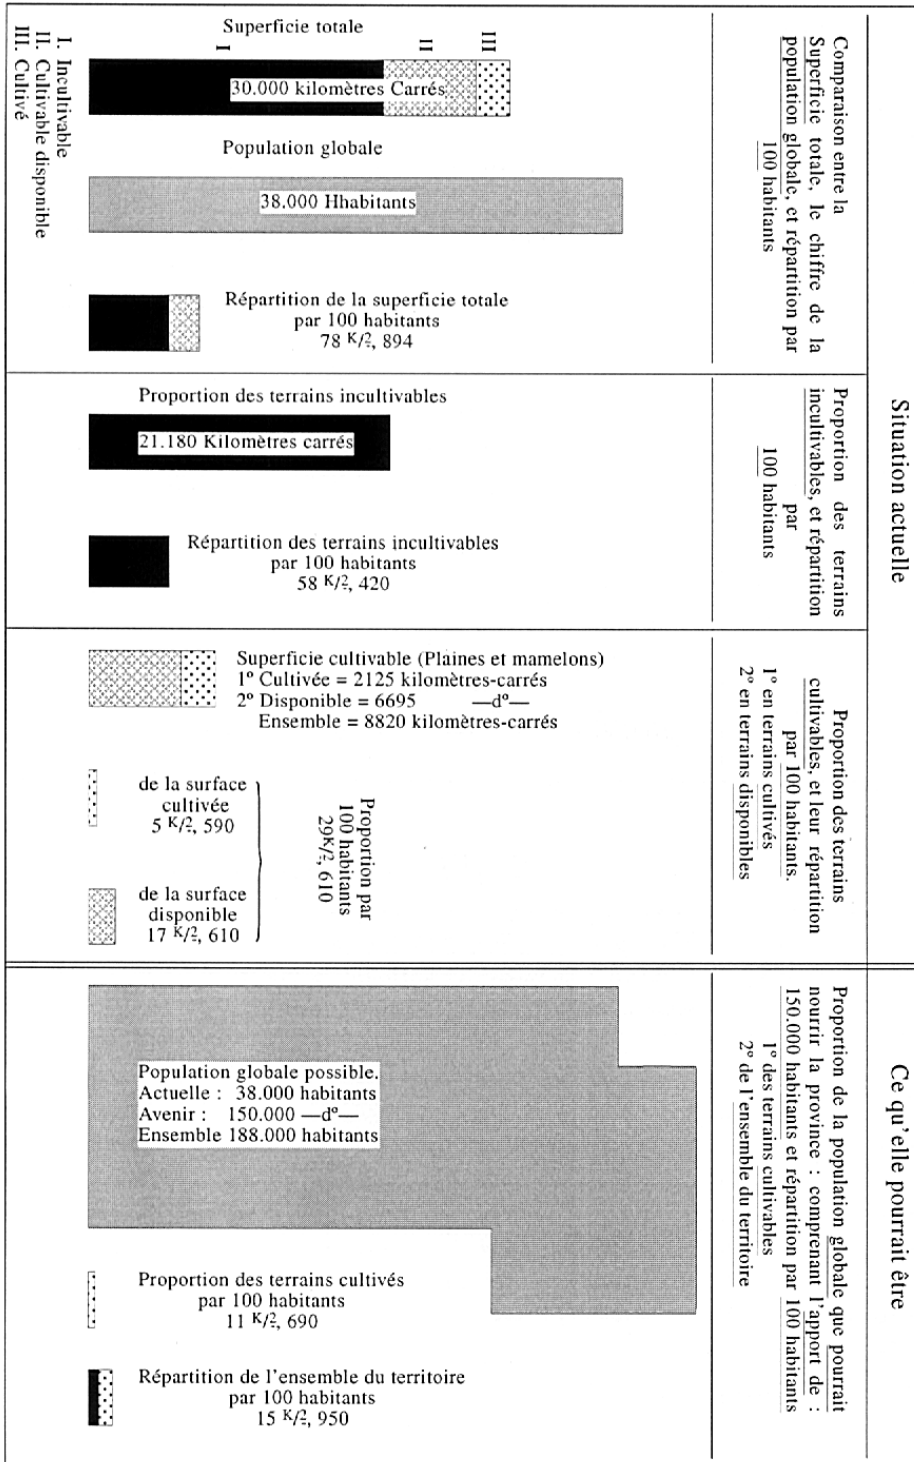 Situation actuelle
Ce qu'elle pourrait être
Comparaison entre la
Superficie totale, le chiffre de la
population globale, et répartition par
100 habitants
Superficie totale
I
II
III
30.000 kilomètres Carrés
Population globale
38.000 Hhabitants
Répartition de la superficie totale
par 100 habitants
78 K/2, 894
I. Incultivable
II. Cultivable disponible
III. Cultivé
Proportion des terrains
incultivables, et répartition
par
100 habitants
Proportion des terrains incultivables
21.180 Kilomètres carrés
Répartition des terrains incultivables
par 100 habitants
58 K/2, 420
Proportion des terrains
cultivables, et leur répartition
par 100 habitants.
1º en terrains cultivés
2º en terrains disponibles
Superficie cultivable (Plaines et mamelons)
1º Cultivée = 2125 kilomètres-carrés
2º Disponible = 6695 —dº—
Ensemble = 8820 kilomètres-carrés
de la surface
cultivée
5 K/2, 590
de la surface
disponible
17 K/2, 610
Proportion par
100 habitants
29K/2, 610
Proportion de la population globale que pourrait
nourrir la province : comprenant l'apport de :
150.000 habitants et répartition par 100 habitants
1º des terrains cultivables
2º de l'ensemble du territoire
Population globale possible.
Actuelle : 38.000 habitants
Avenir : 150.000 —dº—
Ensemble 188.000 habitants
Proportion des terrains cultivés
par 100 habitants
11 K/2, 690
Répartition de l'ensemble du territoire
par 100 habitants
15 K/2, 950